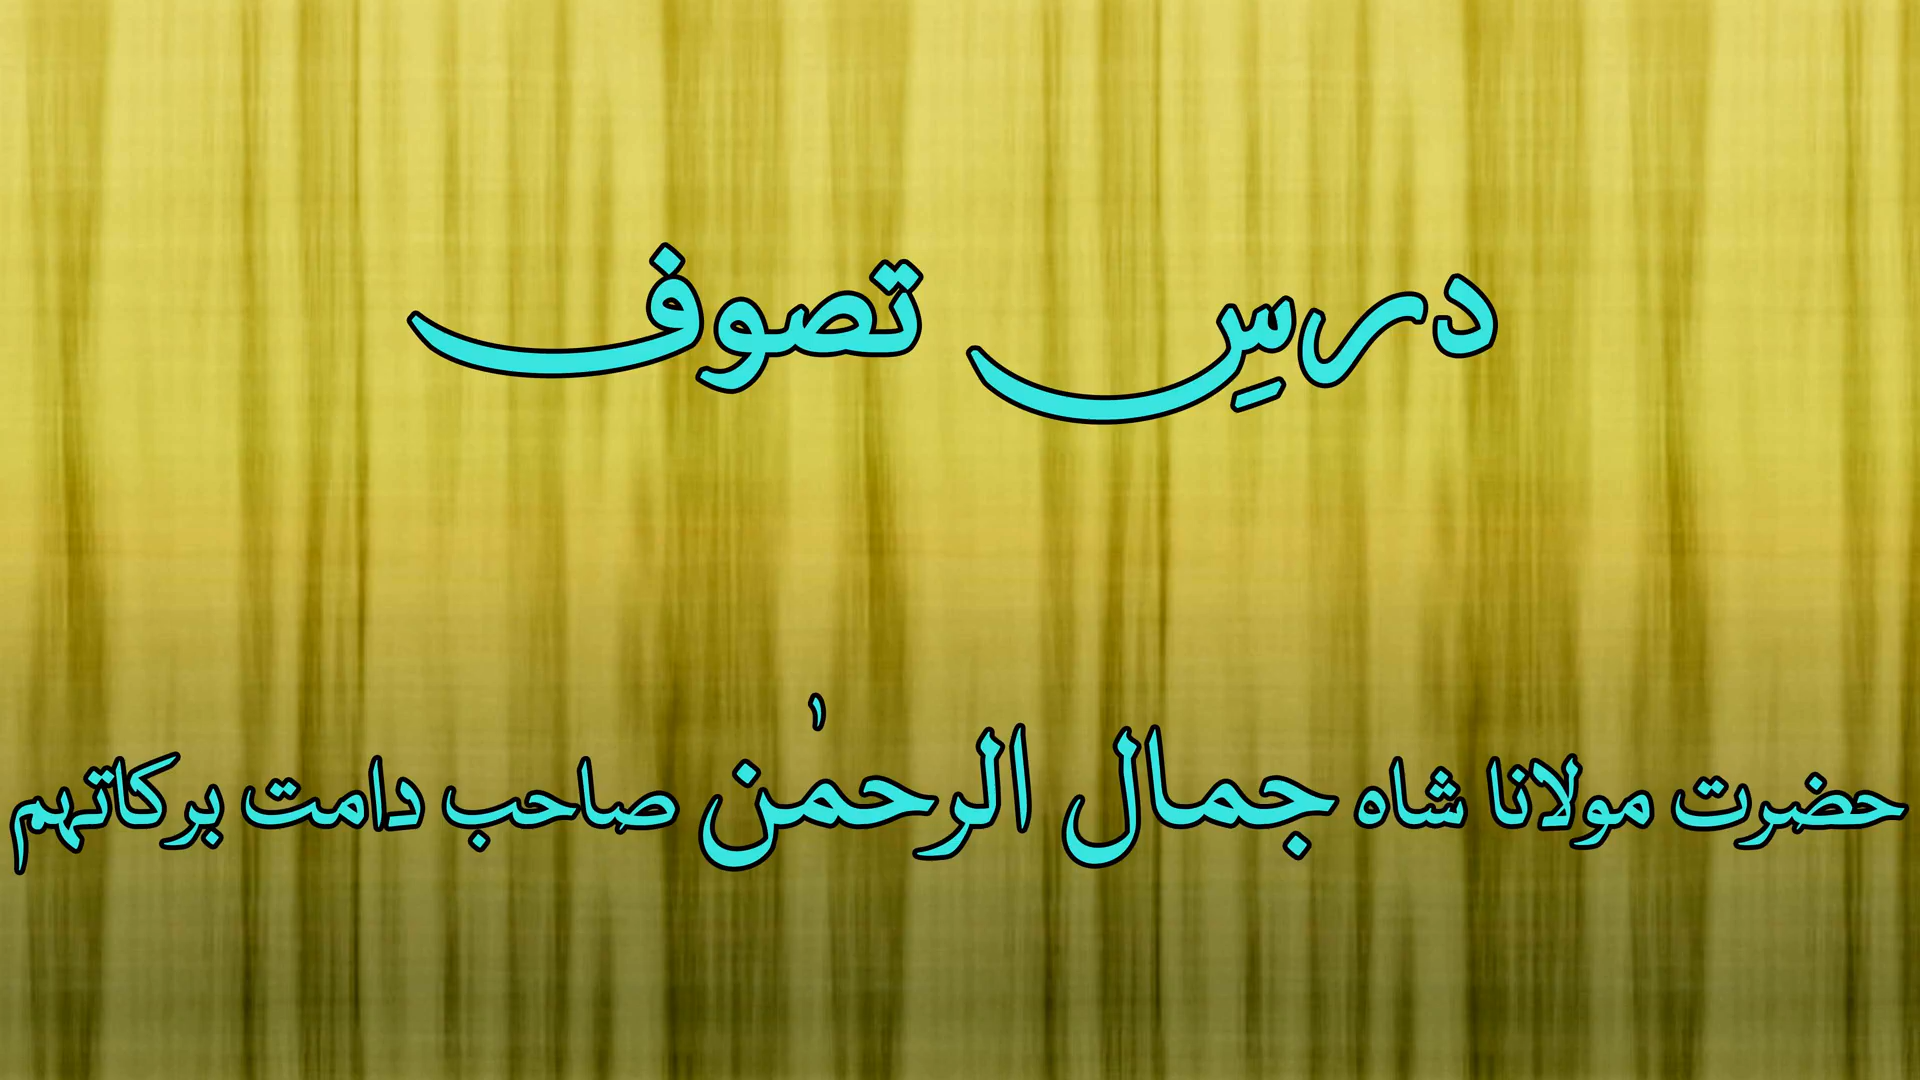 درسِ تصوف
حضرت مولانا شاہ جمال الرحمٰن صاحب دامت برکاتہم